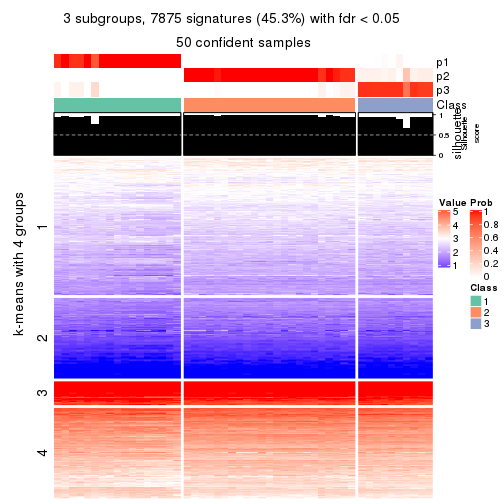 3 subgroups, 7875 signatures (45.3%) with fdr < 0.05
50 confident samples
p1
p2
p3
Class
1
0.5
0
silhouette
Silhouette
score
k-means with 4 groups
1
2
3
4
Value
5
4
3
2
1
Prob
1
0.8
0.6
0.4
0.2
0
Class
1
2
3